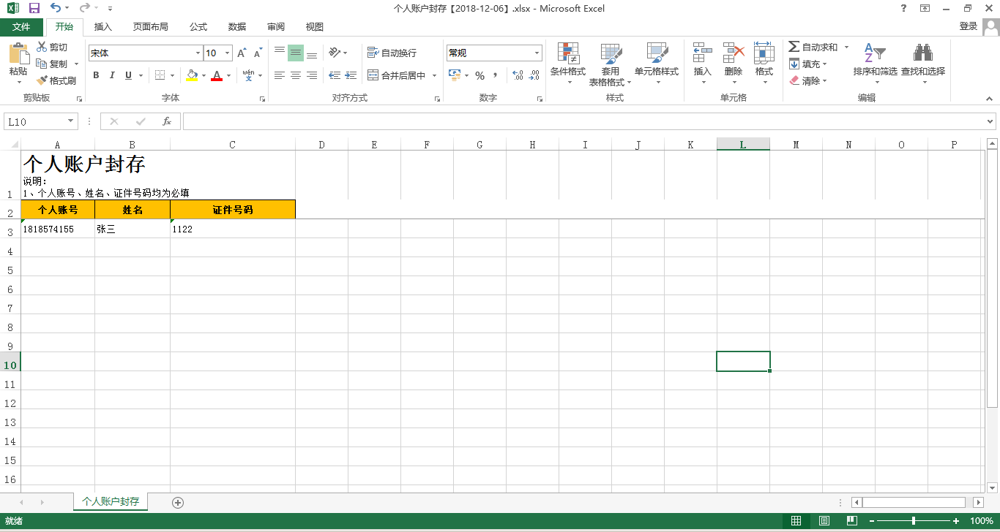 个人账户封存【2018-12-06】.xlsx - Microsoft Excel
?
文件 开始 插入 页面布局 公式 数据 审阅 视图 登录
粘贴 剪切 复制 格式刷
宋体 10 A A
B I U A wén 文
自动换行
合并后居中
常规
% , .00 .0
条件格式 套用 表格格式 单元格样式
插入 删除 格式
自动求和
填充
清除
排序和筛选 查找和选择
剪贴板 字体 对齐方式 数字 样式 单元格 编辑
L10 fx
A B C D E F G H I J K L M N O P
个人账户封存
说明:
1 1、个人账号、姓名、证件号码均为必填
2 个人账号 姓名 证件号码
3 1818574155 张三 1122
4
5
6
7
8
9
10
11
12
13
14
15
16
个人账户封存
就绪 100%